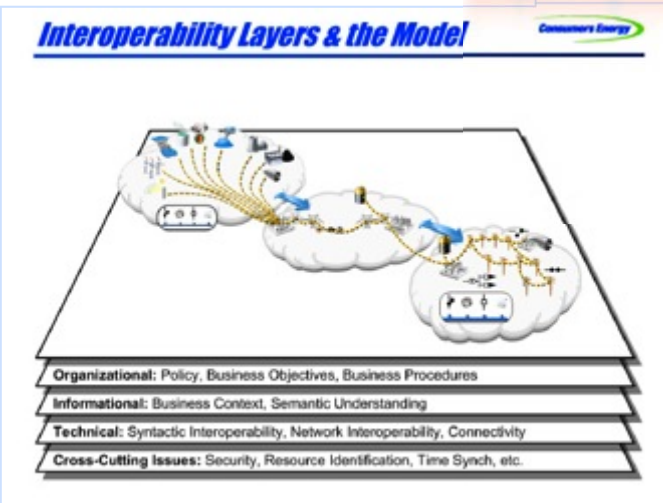 Interoperability Layers & the Model
Consumers Energy
Organizational: Policy, Business Objectives, Business Procedures
Informational: Business Context, Semantic Understanding
Technical: Syntactic Interoperability, Network Interoperability, Connectivity
Cross-Cutting Issues: Security, Resource Identification, Time Synch, etc.